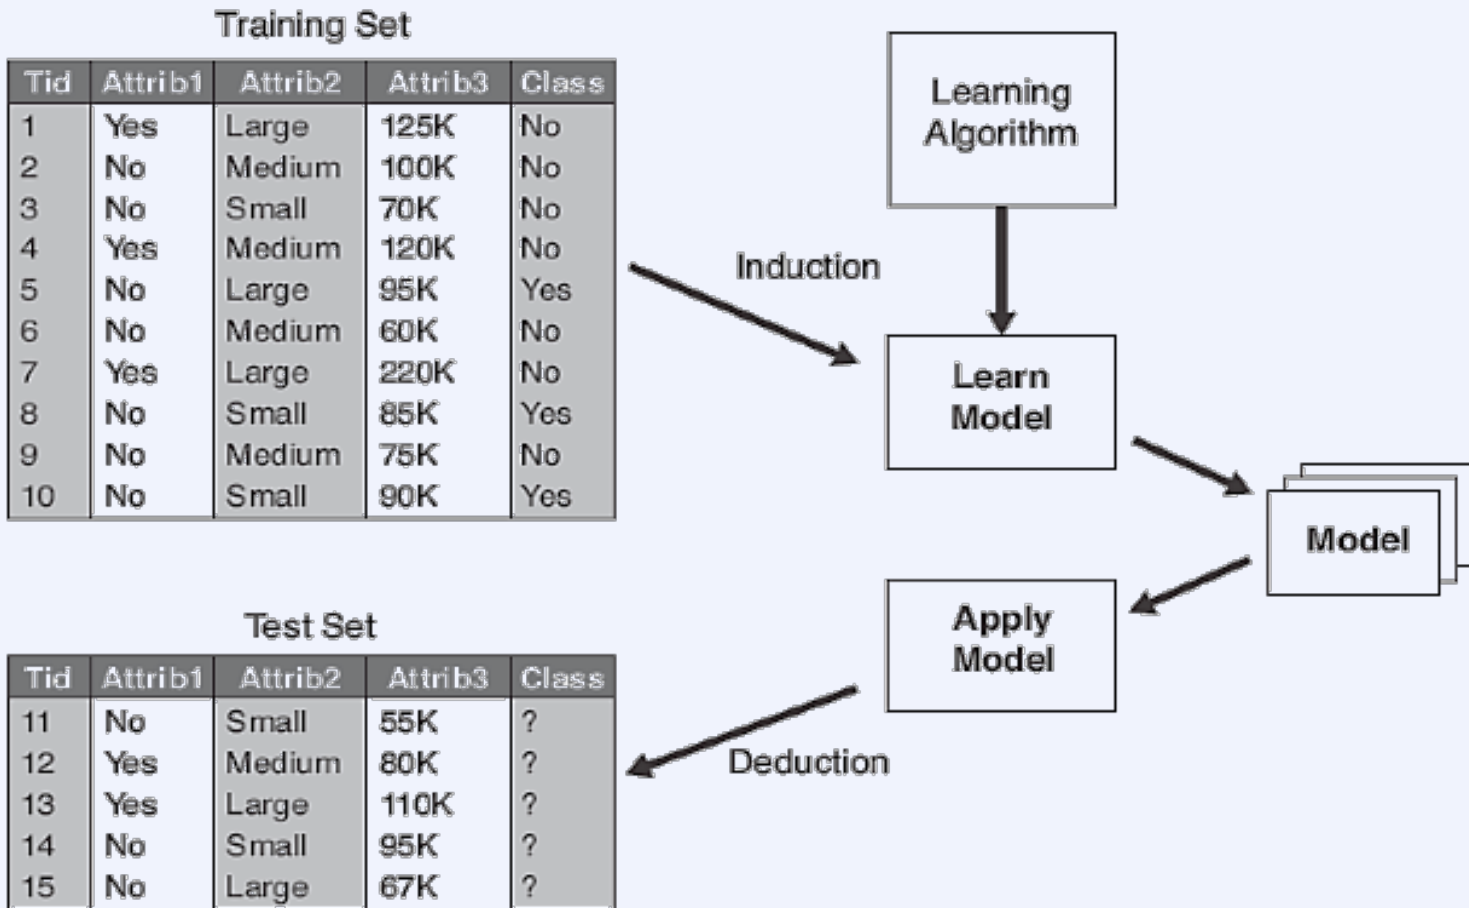 Training Set
Tid Attrib1 Attrib2 Attrib3 Class
1 Yes Large 125K No
2 No Medium 100K No
3 No Small 70K No
4 Yes Medium 120K No
5 No Large 95K Yes
6 No Medium 60K No
7 Yes Large 220K No
8 No Small 85K Yes
9 No Medium 75K No
10 No Small 90K Yes
Learning
Algorithm
Induction
Learn
Model
Model
Apply
Model
Deduction
Test Set
Tid Attrib1 Attrib2 Attrib3 Class
11 No Small 55K ?
12 Yes Medium 80K ?
13 Yes Large 110K ?
14 No Small 95K ?
15 No Large 67K ?